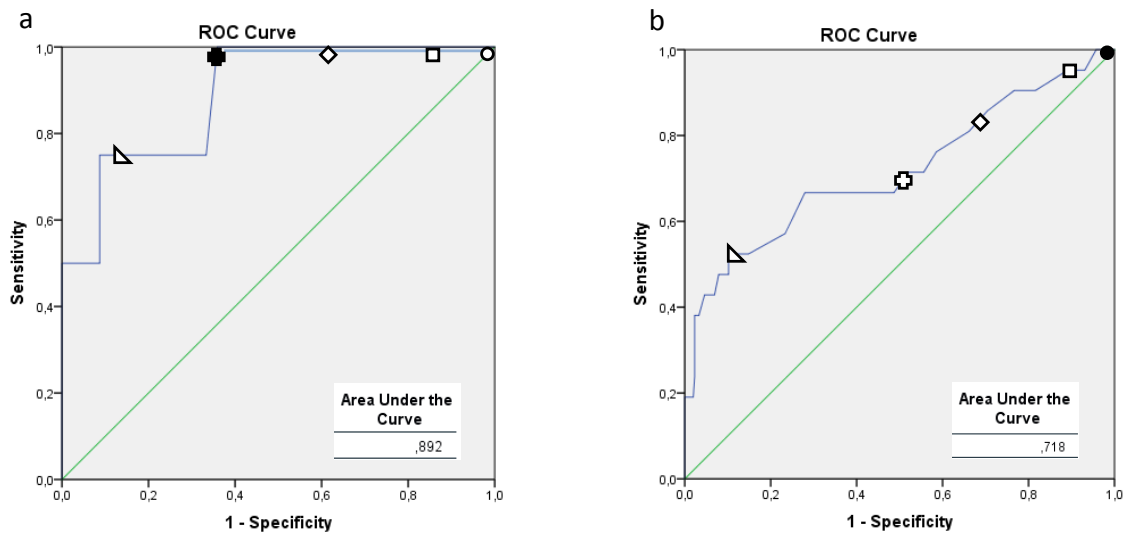 a
ROC Curve
1,0
0,8
0,6
0,4
0,2
0,0
Sensitivity
Area Under the
Curve
,892
0,0 0,2 0,4 0,6 0,8 1,0
1 - Specificity
b
ROC Curve
1,0
0,8
0,6
0,4
0,2
0,0
Sensitivity
Area Under the
Curve
,718
0,0 0,2 0,4 0,6 0,8 1,0
1 - Specificity